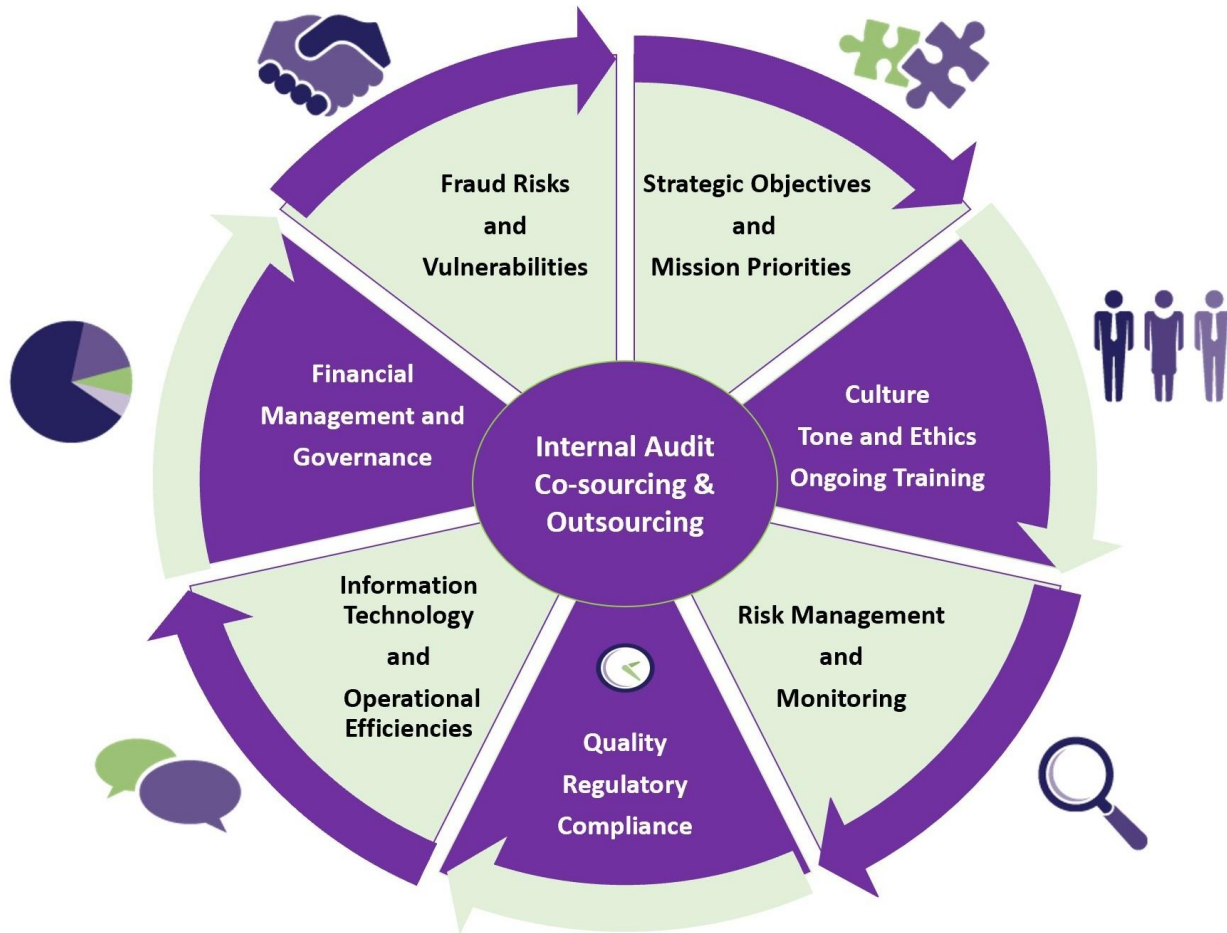 Fraud Risks
and
Vulnerabilities
Strategic Objectives
and
Mission Priorities
Financial
Management and
Governance
Internal Audit
Co-sourcing &
Outsourcing
Culture
Tone and Ethics
Ongoing Training
Information
Technology
and
Operational
Efficiencies
Quality
Regulatory
Compliance
Risk Management
and
Monitoring